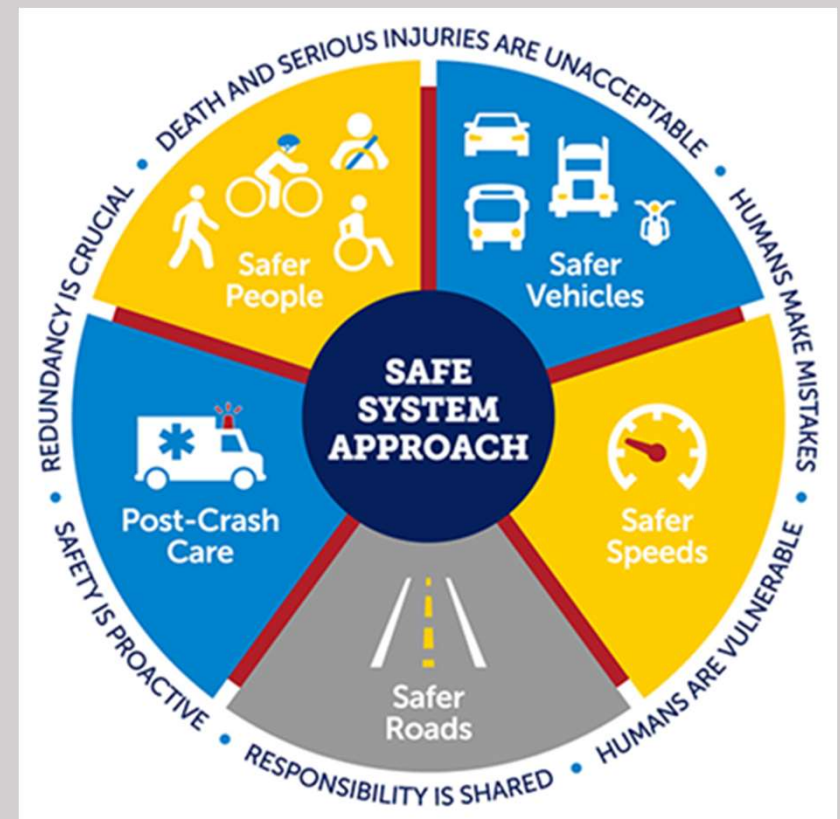 DEATH AND SERIOUS INJURIES ARE UNACCEPTABLE
HUMANS MAKE MISTAKES
HUMANS ARE VULNERABLE
RESPONSIBILITY IS SHARED
SAFETY IS PROACTIVE
REDUNDANCY IS CRUCIAL
Safer
People
Safer
Vehicles
SAFE
SYSTEM
APPROACH
Post-Crash
Care
Safer
Speeds
Safer
Roads